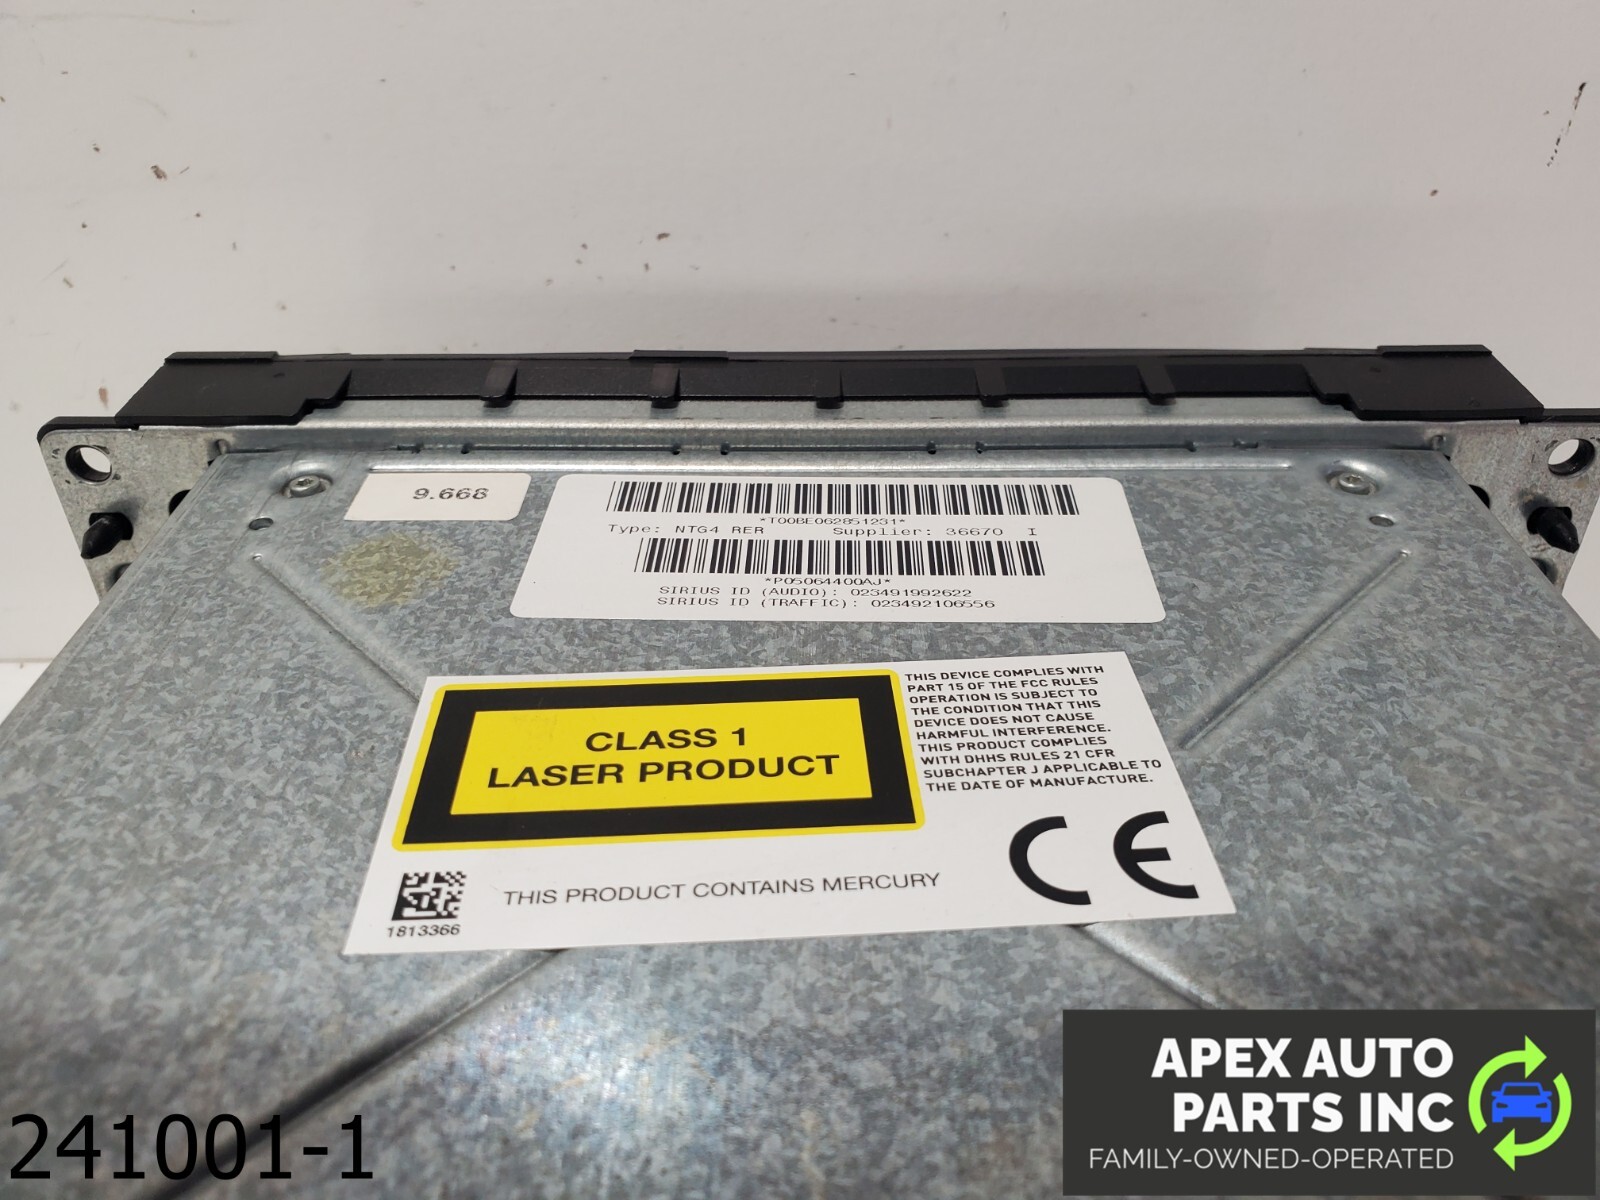 9.668
*T00BE062851231*
Type: NTG4 RER Supplier: 36670 I
*P05064400AJ*
SIRIUS ID (AUDIO): 023491992622
SIRIUS ID (TRAFFIC): 023492106556
CLASS 1
LASER PRODUCT
THIS DEVICE COMPLIES WITH
PART 15 OF THE FCC RULES
OPERATION IS SUBJECT TO
THE CONDITION THAT THIS
DEVICE DOES NOT CAUSE
HARMFUL INTERFERENCE.
THIS PRODUCT COMPLIES
WITH DHHS RULES 21 CFR
SUBCHAPTER J APPLICABLE TO
THE DATE OF MANUFACTURE.
CE
1813366
THIS PRODUCT CONTAINS MERCURY
241001-1
APEX AUTO
PARTS INC
FAMILY-OWNED-OPERATED